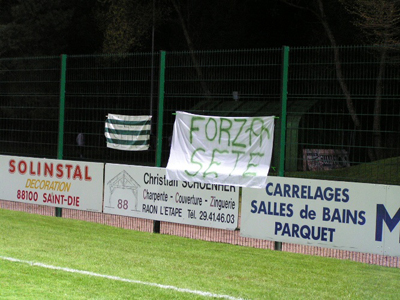 FORZA
SETE
SOLINSTAL
DECORATION
88100 SAINT-DIE
88
Christian SCHOENHER
Charpente - Couverture - Zinguerie
RAON L'ETAPE Tél. 29.41.46.03
CARRELAGES
SALLES de BAINS
PARQUET
M